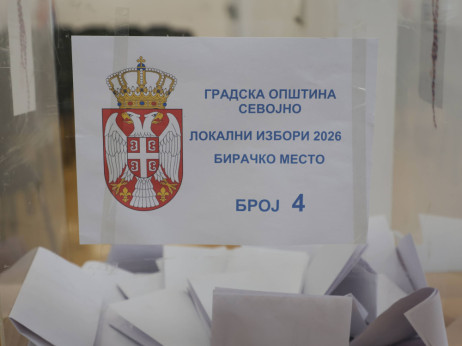 ГРАДСКА ОПШТИНА
СЕВОЈНО
ЛОКАЛНИ ИЗБОРИ 2026
БИРАЧКО МЕСТО
БРОЈ 4